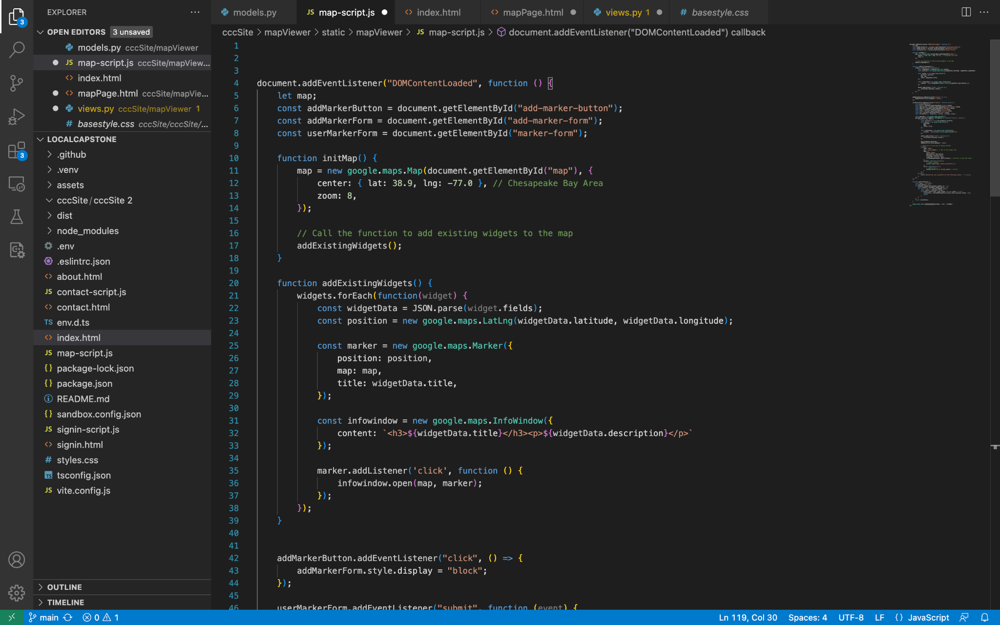 EXPLORER
OPEN EDITORS 3 unsaved
models.py cccSite/mapViewer
JS map-script.js cccSite/mapView...
index.html
mapPage.html cccSite/mapVie...
views.py cccSite/mapViewer 1
# basestyle.css cccSite/cccSite/...
LOCALCAPSTONE
.github
.venv
assets
cccSite/cccSite 2
dist
node_modules
.env
.eslintrc.json
about.html
JS contact-script.js
contact.html
TS env.d.ts
index.html
JS map-script.js
{} package-lock.json
{} package.json
README.md
{} sandbox.config.json
JS signin-script.js
signin.html
# styles.css
TS tsconfig.json
JS vite.config.js
OUTLINE
TIMELINE
3
3
models.py JS map-script.js index.html mapPage.html views.py 1 # basestyle.css
cccSite > mapViewer > static > mapViewer > JS map-script.js > document.addEventListener("DOMContentLoaded") callback
1
2
3
4 document.addEventListener("DOMContentLoaded", function () {
5 let map;
6 const addMarkerButton = document.getElementById("add-marker-button");
7 const addMarkerForm = document.getElementById("add-marker-form");
8 const userMarkerForm = document.getElementById("marker-form");
9
10 function initMap() {
11 map = new google.maps.Map(document.getElementById("map"), {
12 center: { lat: 38.9, lng: -77.0 }, // Chesapeake Bay Area
13 zoom: 8,
14 });
15
16 // Call the function to add existing widgets to the map
17 addExistingWidgets();
18 }
19
20 function addExistingWidgets() {
21 widgets.forEach(function(widget) {
22 const widgetData = JSON.parse(widget.fields);
23 const position = new google.maps.LatLng(widgetData.latitude, widgetData.longitude);
24
25 const marker = new google.maps.Marker({
26 position: position,
27 map: map,
28 title: widgetData.title,
29 });
30
31 const infowindow = new google.maps.InfoWindow({
32 content: `<h3>${widgetData.title}</h3><p>${widgetData.description}</p>`
33 });
34
35 marker.addListener('click', function () {
36 infowindow.open(map, marker);
37 });
38 });
39 }
40
41
42 addMarkerButton.addEventListener("click", () => {
43 addMarkerForm.style.display = "block";
44 });
45
46 userMarkerForm.addEventListener("submit", function (event) {
main 0 1 Ln 119, Col 30 Spaces: 4 UTF-8 LF {} JavaScript